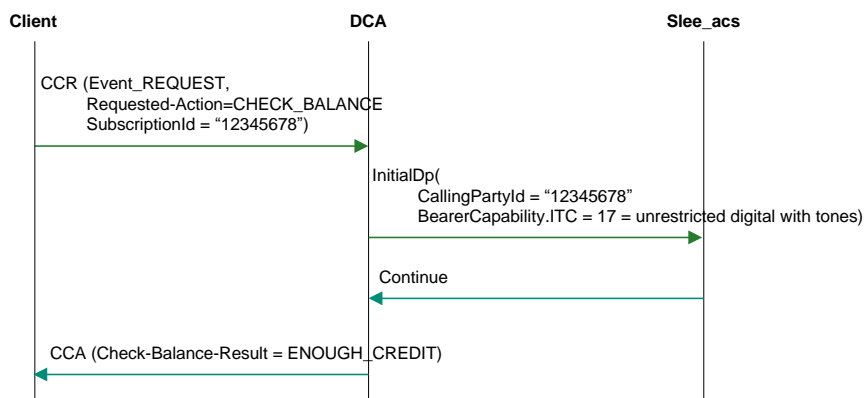 Client DCA Slee_acs
CCR (Event_REQUEST,
Requested-Action=CHECK_BALANCE
SubscriptionId = “12345678”)
InitialDp(
CallingPartyId = “12345678”
BearerCapability.ITC = 17 = unrestricted digital with tones)
Continue
CCA (Check-Balance-Result = ENOUGH_CREDIT)